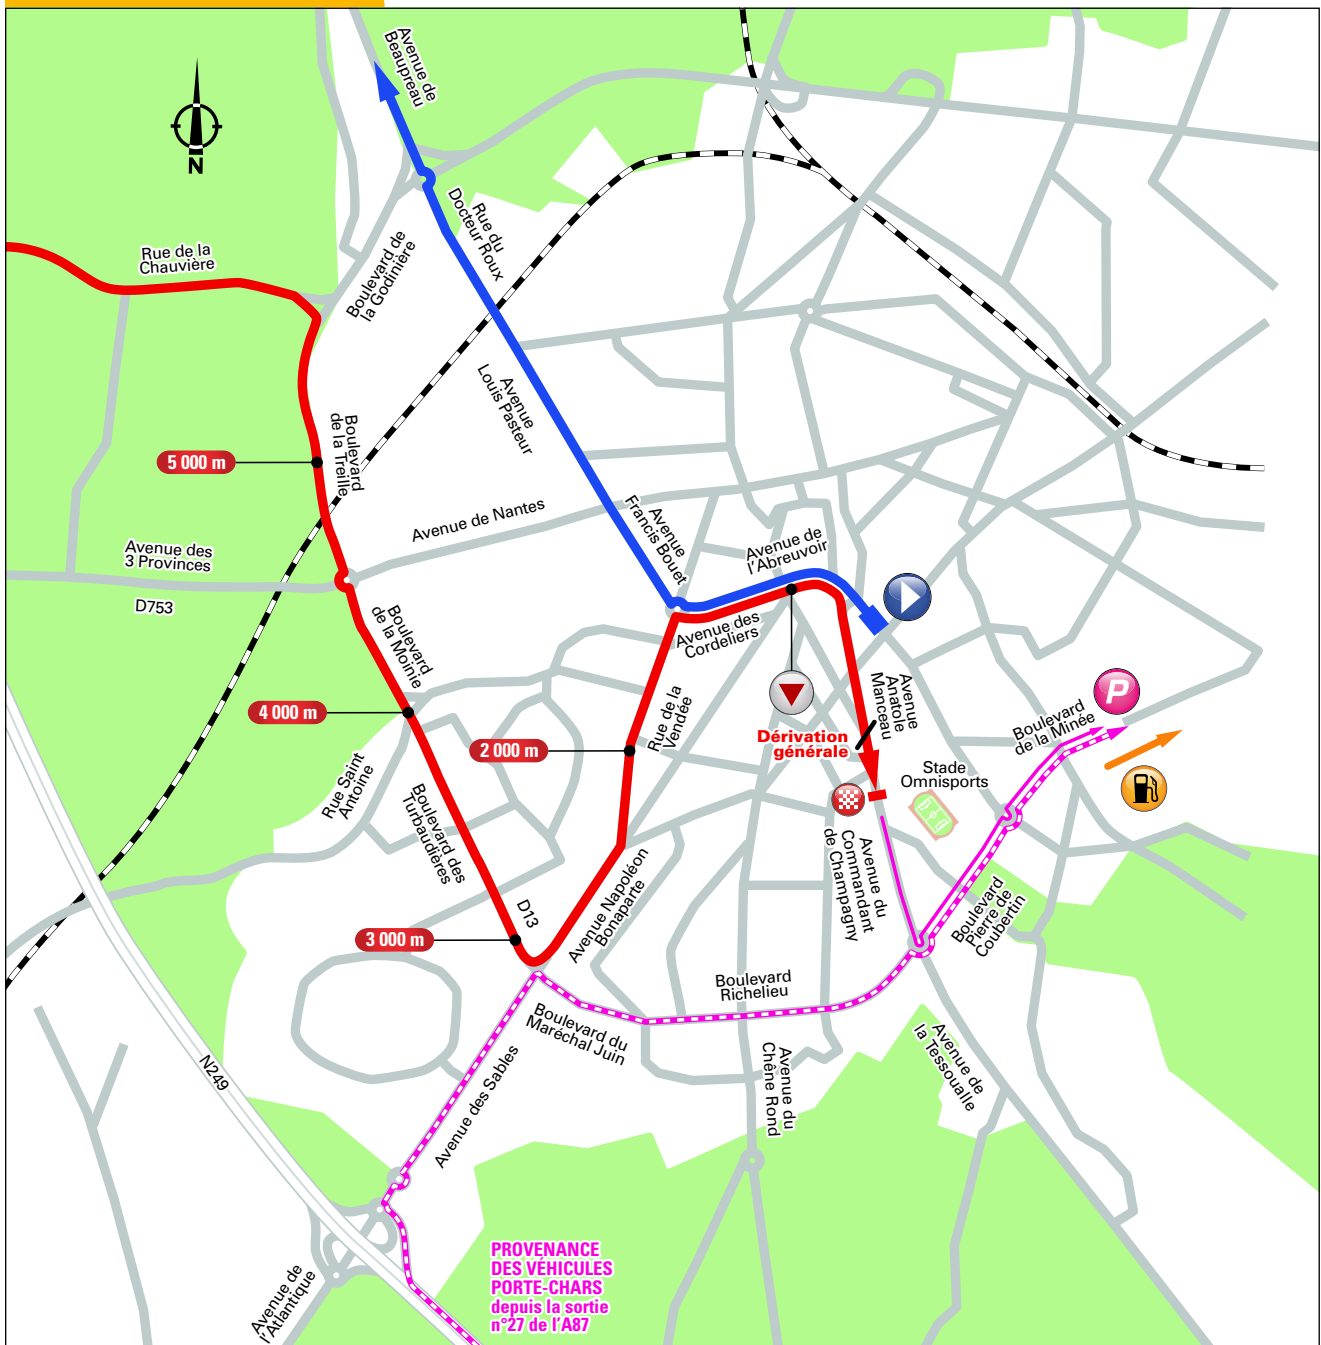 Avenue de
Beaupreau
N
Rue du
Docteur Roux
Rue de la
Chauvière
Boulevard de
la Godinière
Avenue
Louis Pasteur
Boulevard
de la Treille
5 000 m
Avenue de Nantes
Avenue
Francis Bouet
Avenue de
l'Abreuvoir
Avenue des
3 Provinces
D753
Boulevard
de la Moinie
Avenue des
Cordeliers
4 000 m
2 000 m
Rue de la
Vendée
Avenue
Anatole
Manceau
P
Boulevard
de la Minée
Dérivation
générale
Stade
Omnisports
Rue Saint
Antoine
Boulevard des
Turbaudières
Avenue du
Commandant
de Champagny
D13
Avenue Napoléon
Bonaparte
Boulevard
Pierre de
Coubertin
3 000 m
Boulevard
Richelieu
Boulevard du
Maréchal Juin
Avenue des Sables
Avenue du
Chêne Rond
Avenue de
la Tessoualle
N249
PROVENANCE
DES VÉHICULES
PORTE-CHARS
depuis la sortie
n°27 de l'A87
Avenue de
l'Atlantique